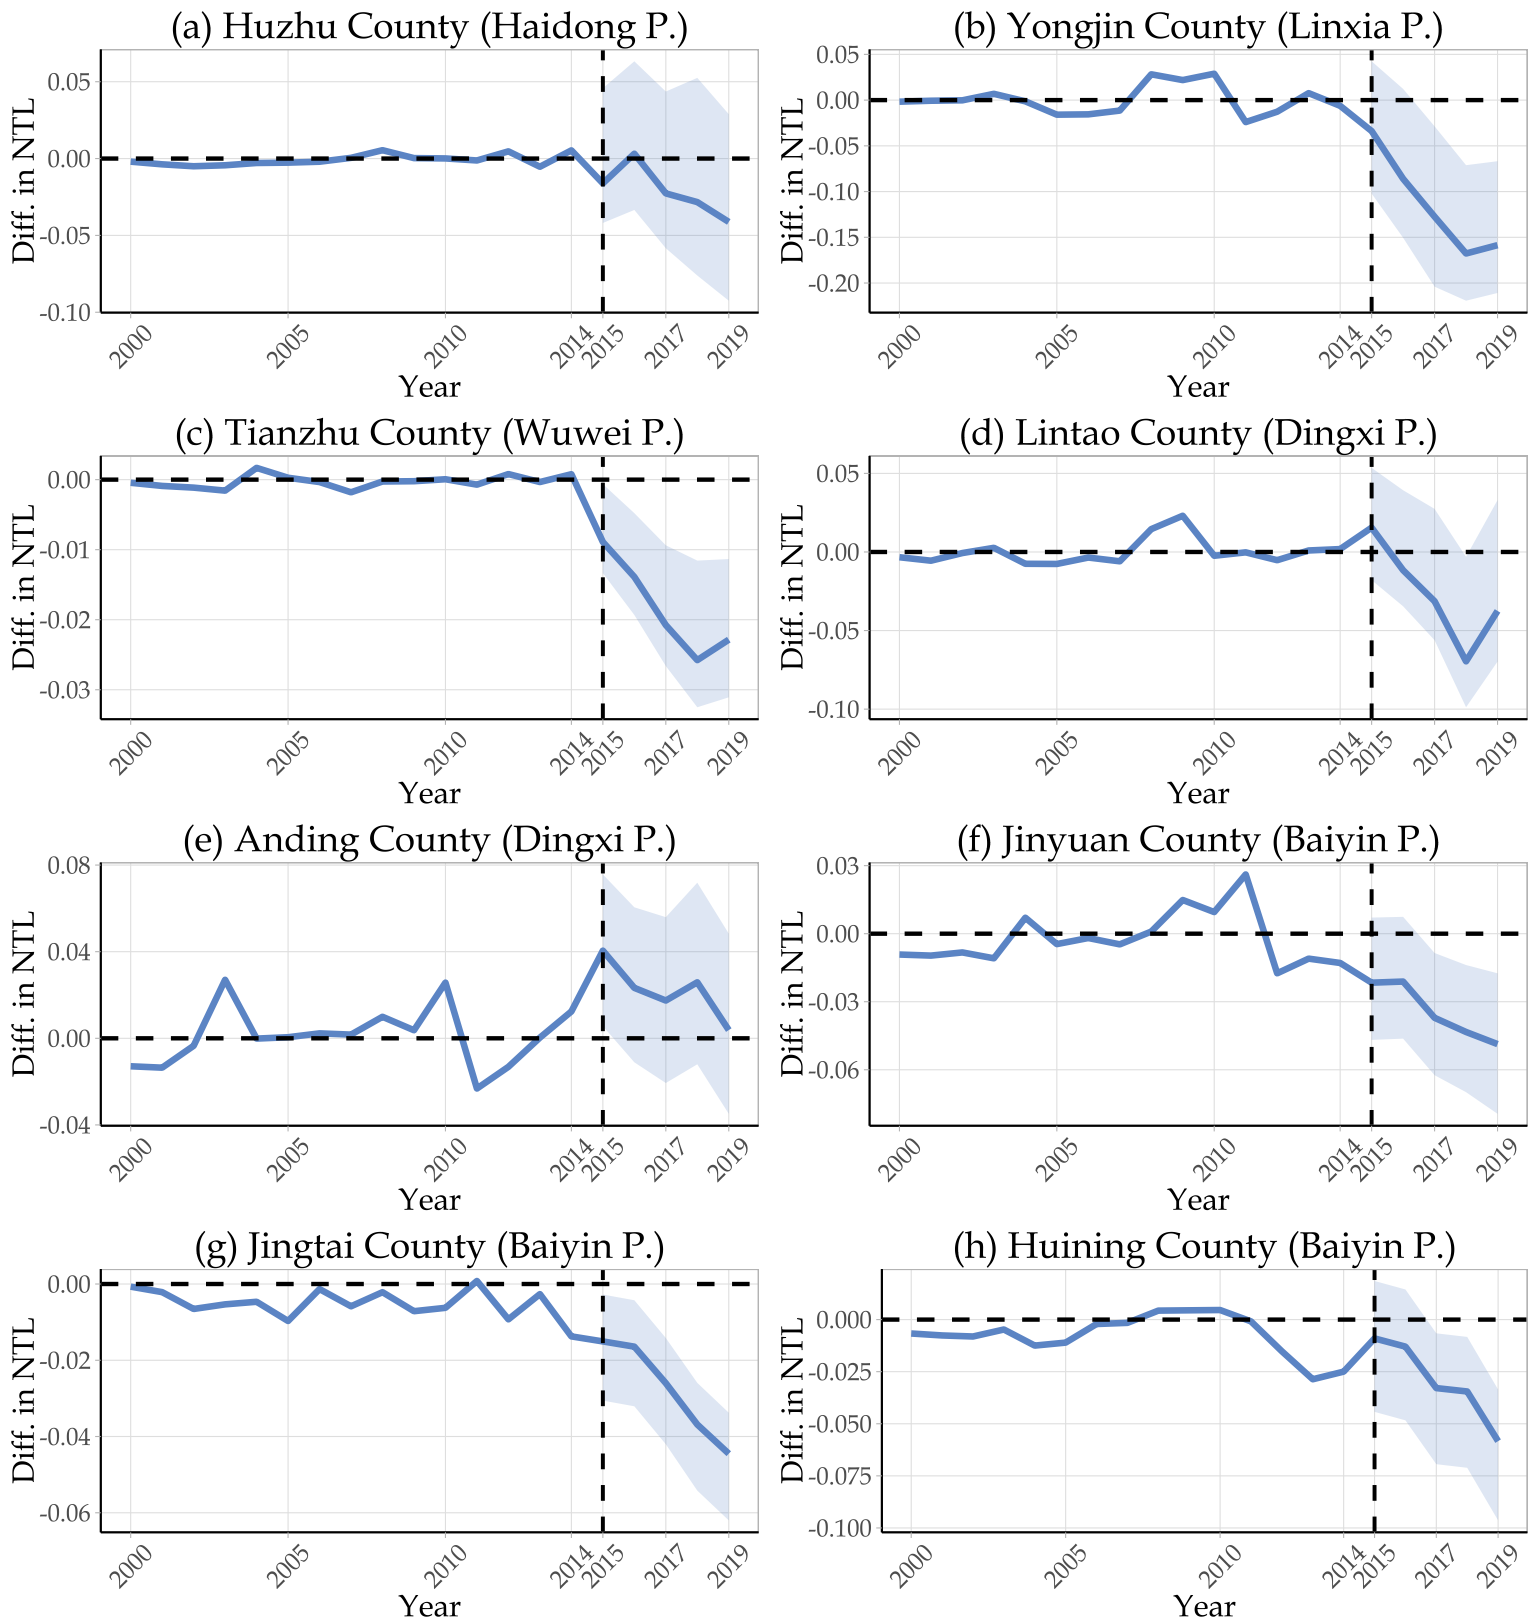 (a) Huzhu County (Haidong P.)
Diff. in NTL
0.05
0.00
-0.05
-0.10
2000 2005 2010 2014 2015 2017 2019
Year
(b) Yongjin County (Linxia P.)
Diff. in NTL
0.05
0.00
-0.05
-0.10
-0.15
-0.20
2000 2005 2010 2014 2015 2017 2019
Year
(c) Tianzhu County (Wuwei P.)
Diff. in NTL
0.00
-0.01
-0.02
-0.03
2000 2005 2010 2014 2015 2017 2019
Year
(d) Lintao County (Dingxi P.)
Diff. in NTL
0.05
0.00
-0.05
-0.10
2000 2005 2010 2014 2015 2017 2019
Year
(e) Anding County (Dingxi P.)
Diff. in NTL
0.08
0.04
0.00
-0.04
2000 2005 2010 2014 2015 2017 2019
Year
(f) Jinyuan County (Baiyin P.)
Diff. in NTL
0.03
0.00
-0.03
-0.06
2000 2005 2010 2014 2015 2017 2019
Year
(g) Jingtai County (Baiyin P.)
Diff. in NTL
0.00
-0.02
-0.04
-0.06
2000 2005 2010 2014 2015 2017 2019
Year
(h) Huining County (Baiyin P.)
Diff. in NTL
0.000
-0.025
-0.050
-0.075
-0.100
2000 2005 2010 2014 2015 2017 2019
Year